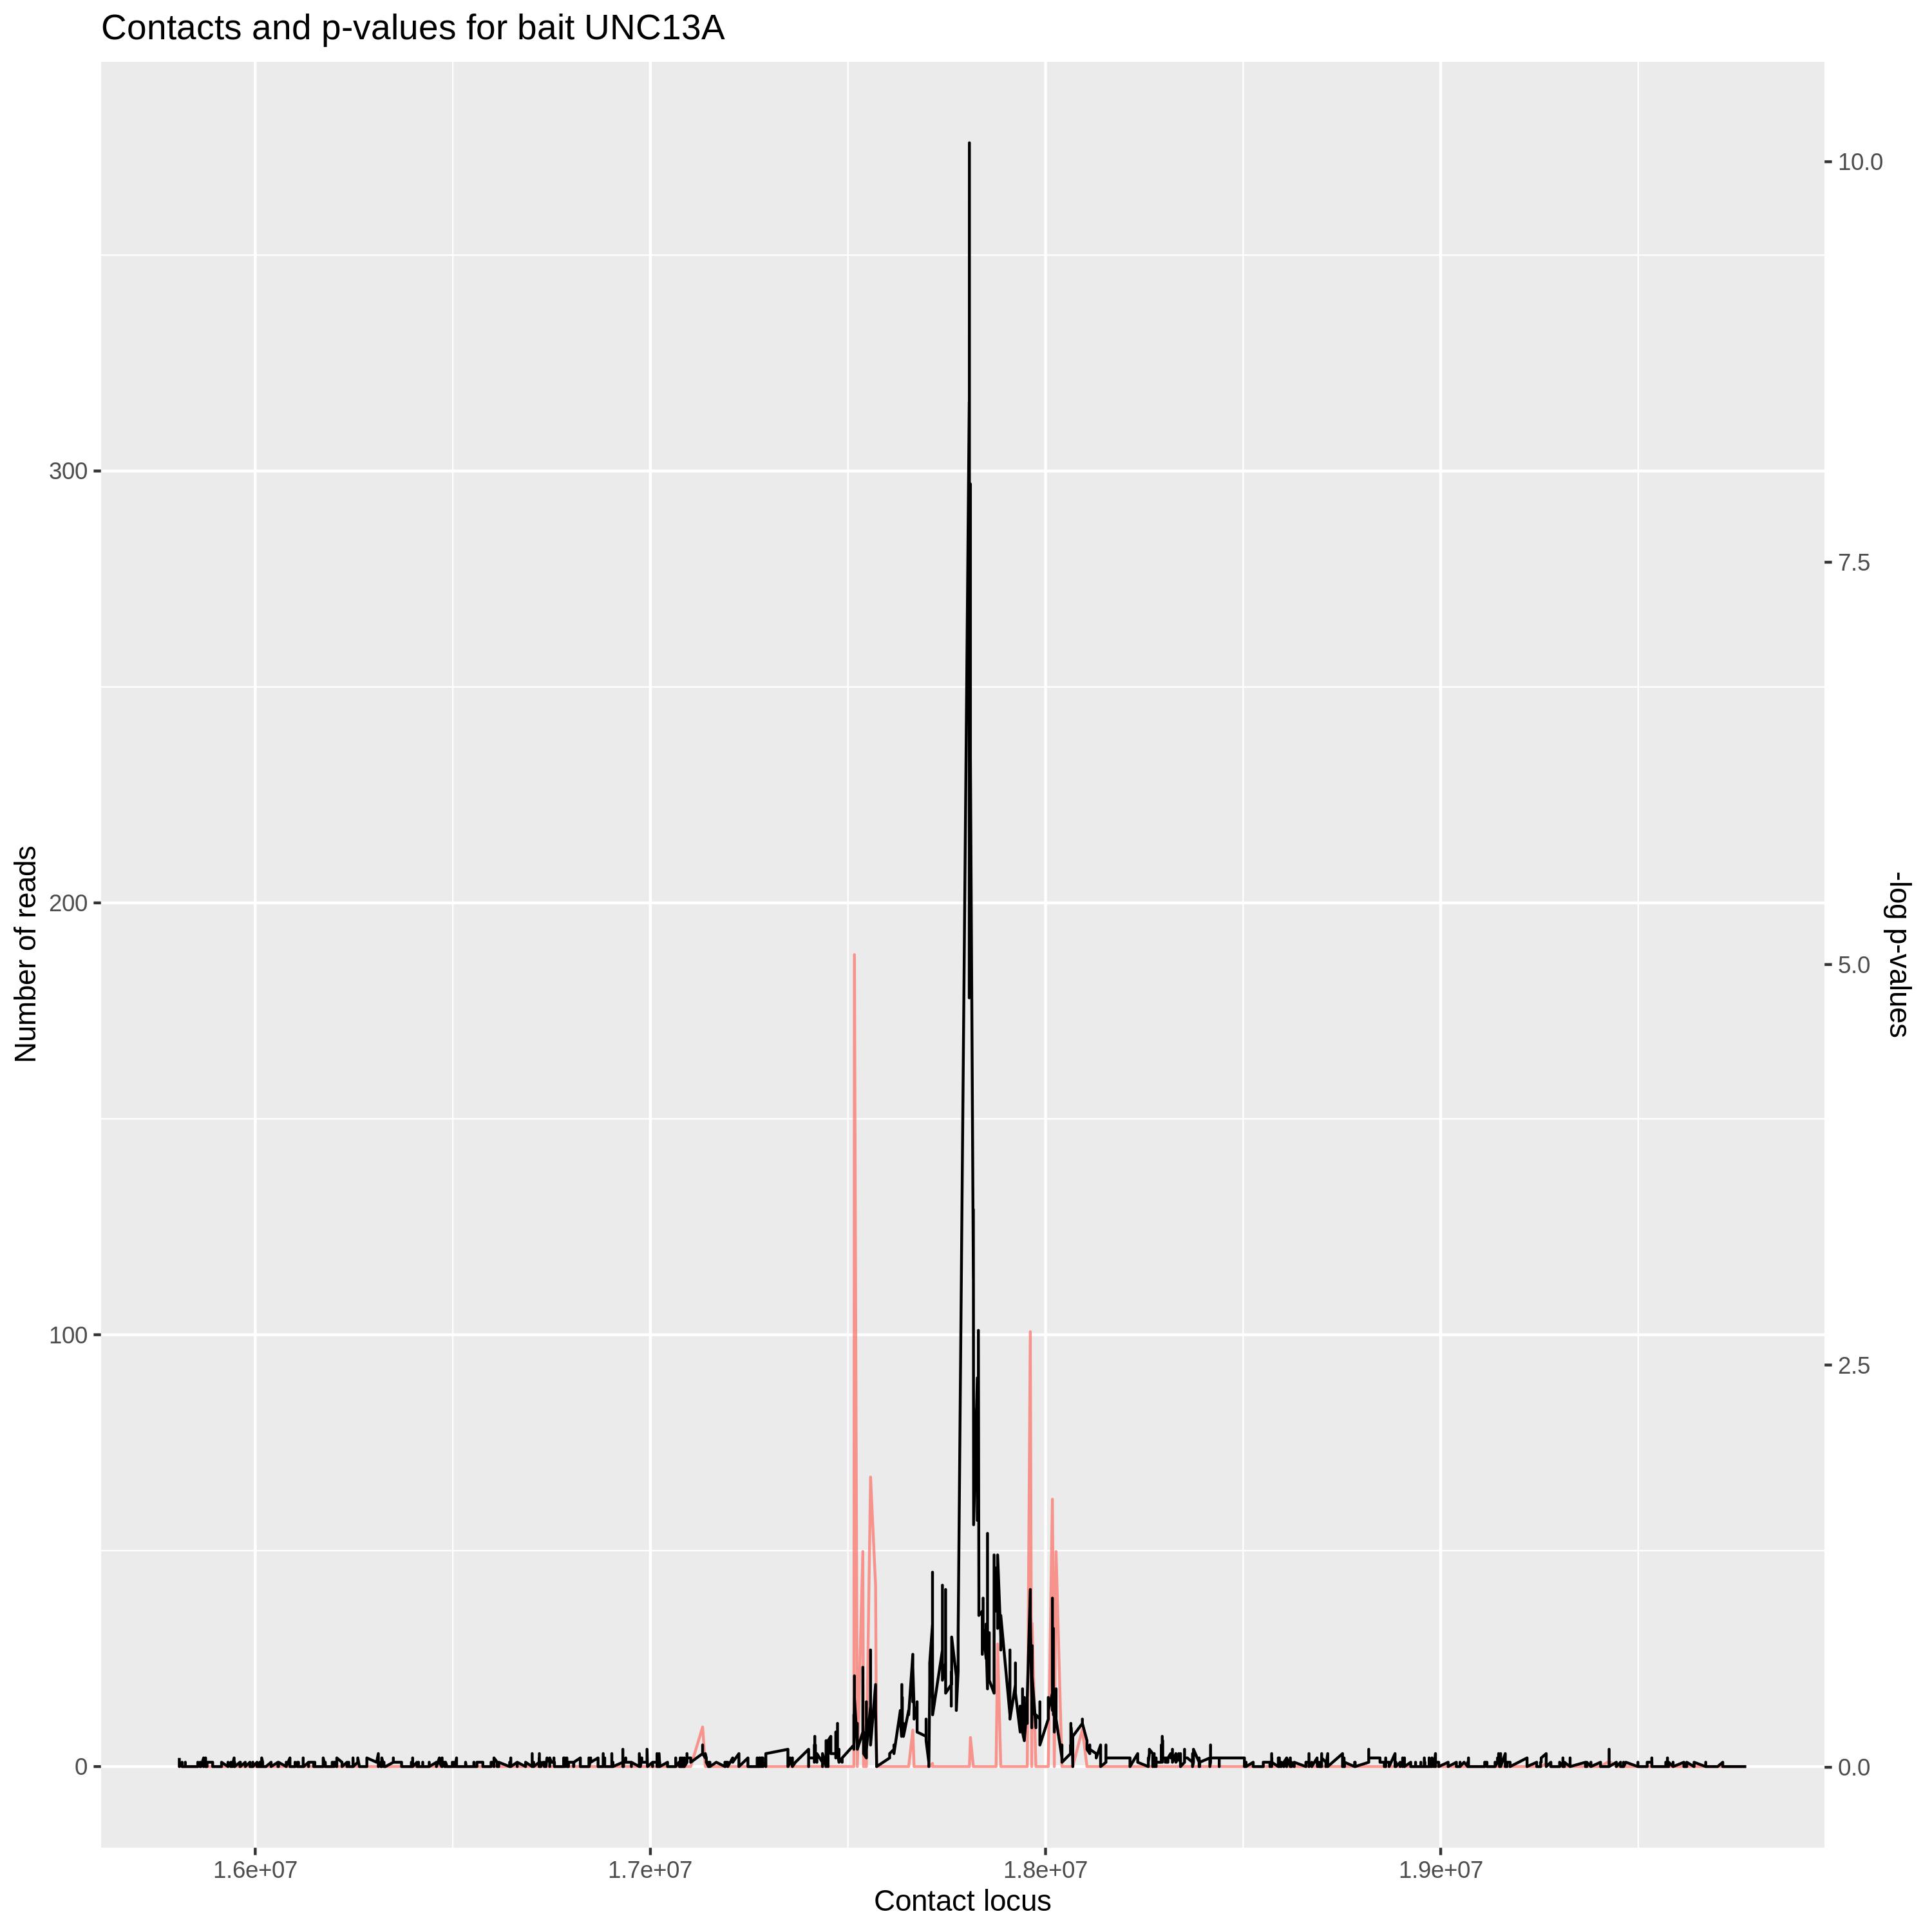 Contacts and p-values for bait UNC13A
Number of reads
300
200
100
0
10.0
7.5
5.0
2.5
0.0
-log p-values
1.6e+07
1.7e+07
1.8e+07
1.9e+07
Contact locus